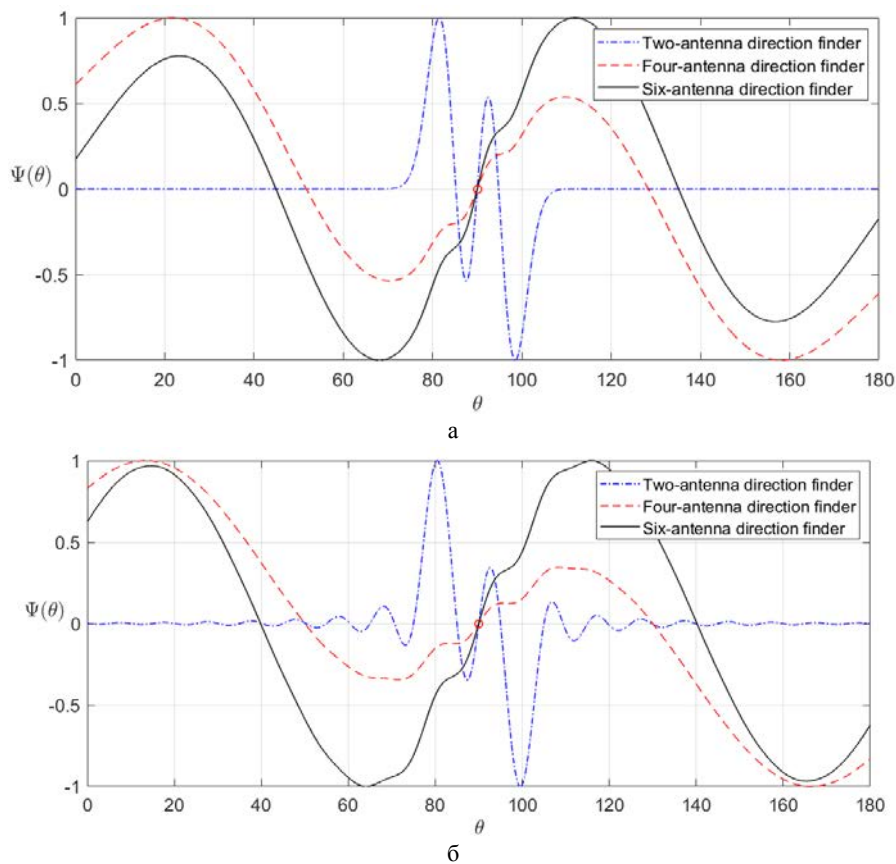 1
0.5
Ψ(θ)
0
-0.5
-1
0 20 40 60 80 100 120 140 160 180
θ
Two-antenna direction finder
Four-antenna direction finder
Six-antenna direction finder
а
1
0.5
Ψ(θ)
0
-0.5
-1
0 20 40 60 80 100 120 140 160 180
θ
Two-antenna direction finder
Four-antenna direction finder
Six-antenna direction finder
б